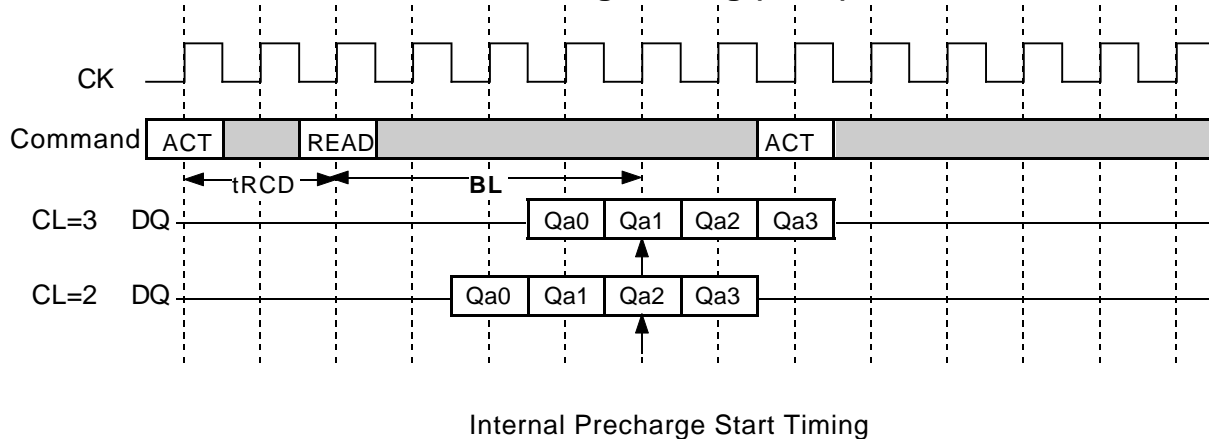 CK
Command ACT READ ACT
tRCD BL
CL=3 DQ Qa0 Qa1 Qa2 Qa3
CL=2 DQ Qa0 Qa1 Qa2 Qa3
Internal Precharge Start Timing